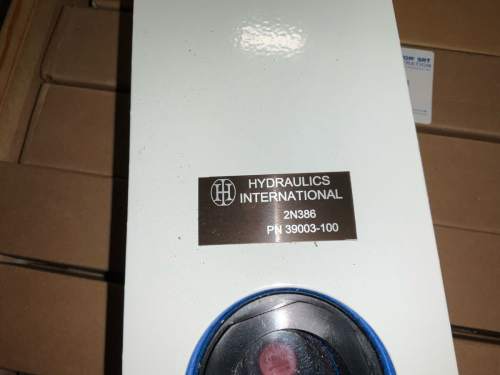 HYDRAULICS
INTERNATIONAL
2N386
PN 39003-100